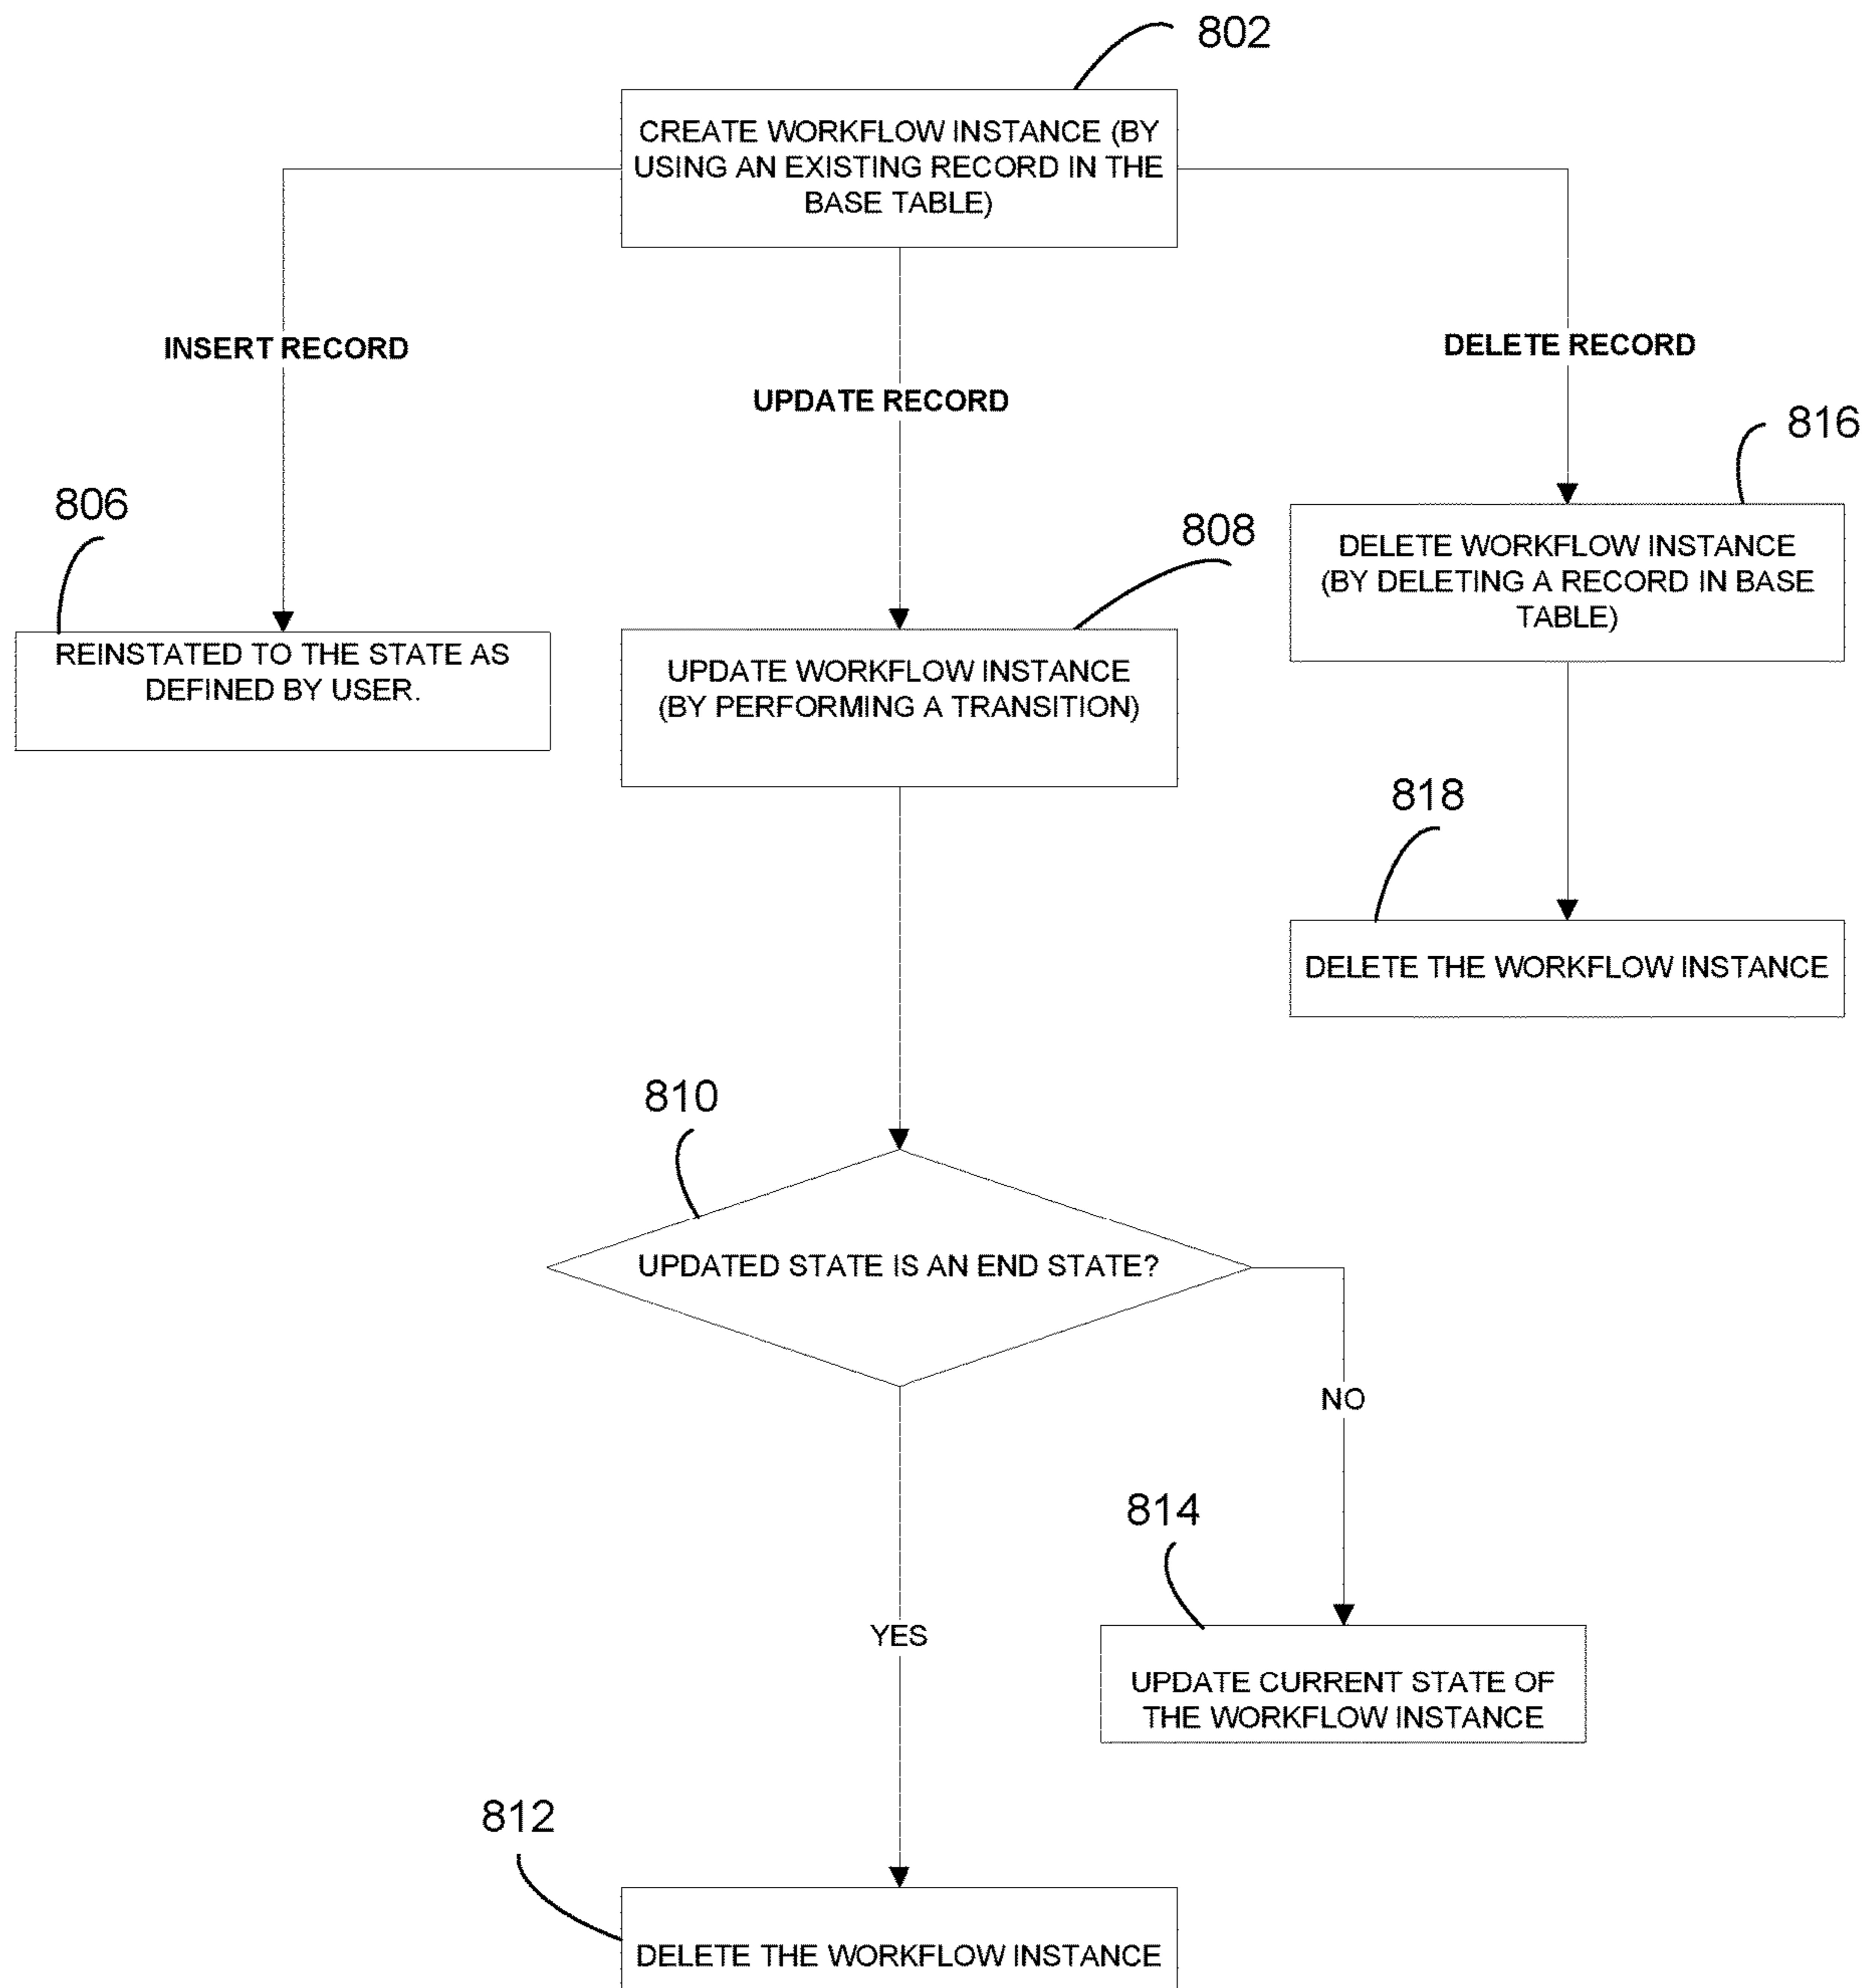 802
CREATE WORKFLOW INSTANCE (BY
USING AN EXISTING RECORD IN THE
BASE TABLE)
INSERT RECORD
UPDATE RECORD
DELETE RECORD
806
REINSTATED TO THE STATE AS
DEFINED BY USER.
808
UPDATE WORKFLOW INSTANCE
(BY PERFORMING A TRANSITION)
816
DELETE WORKFLOW INSTANCE
(BY DELETING A RECORD IN BASE
TABLE)
818
DELETE THE WORKFLOW INSTANCE
810
UPDATED STATE IS AN END STATE?
NO
814
UPDATE CURRENT STATE OF
THE WORKFLOW INSTANCE
YES
812
DELETE THE WORKFLOW INSTANCE